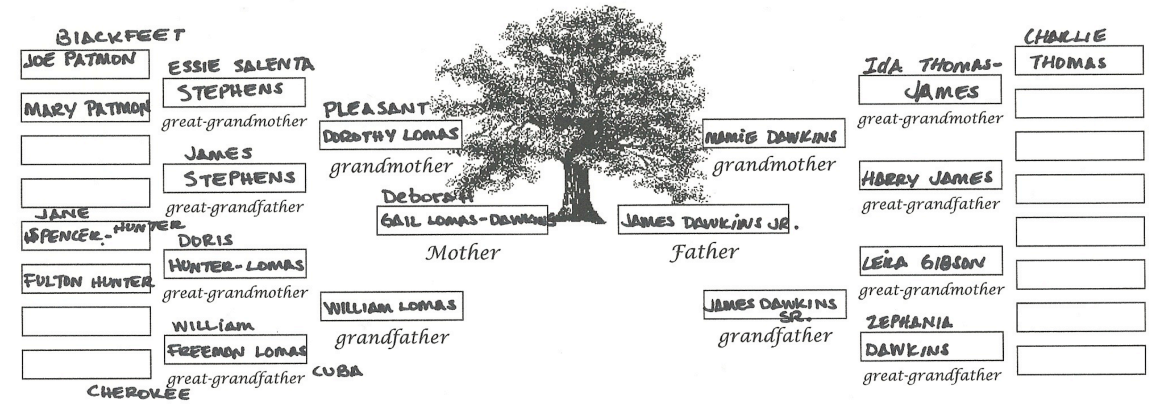 BLACKFEET
JOE PATMON
MARY PATMON
JANE
SPENCER-HUNTER
FULTON HUNTER
CHEROKEE
ESSIE SALENTA
STEPHENS
great-grandmother
JAMES
STEPHENS
great-grandfather
DORIS
HUNTER-LOMAS
great-grandmother
WILLIAM
FREEMAN LOMAS
great-grandfather CUBA
PLEASANT
DOROTHY LOMAS
grandmother
WILLIAM LOMAS
grandfather
Deborah
GAIL LOMAS-DAWKINS
Mother
JAMES DAWKINS JR.
Father
MAMIE DAWKINS
grandmother
JAMES DAWKINS
SR.
grandfather
IdA THOMAS-
JAMES
great-grandmother
HARRY JAMES
great-grandfather
LEILA GIBSON
great-grandmother
ZEPHANIA
DAWKINS
great-grandfather
CHARLIE
THOMAS